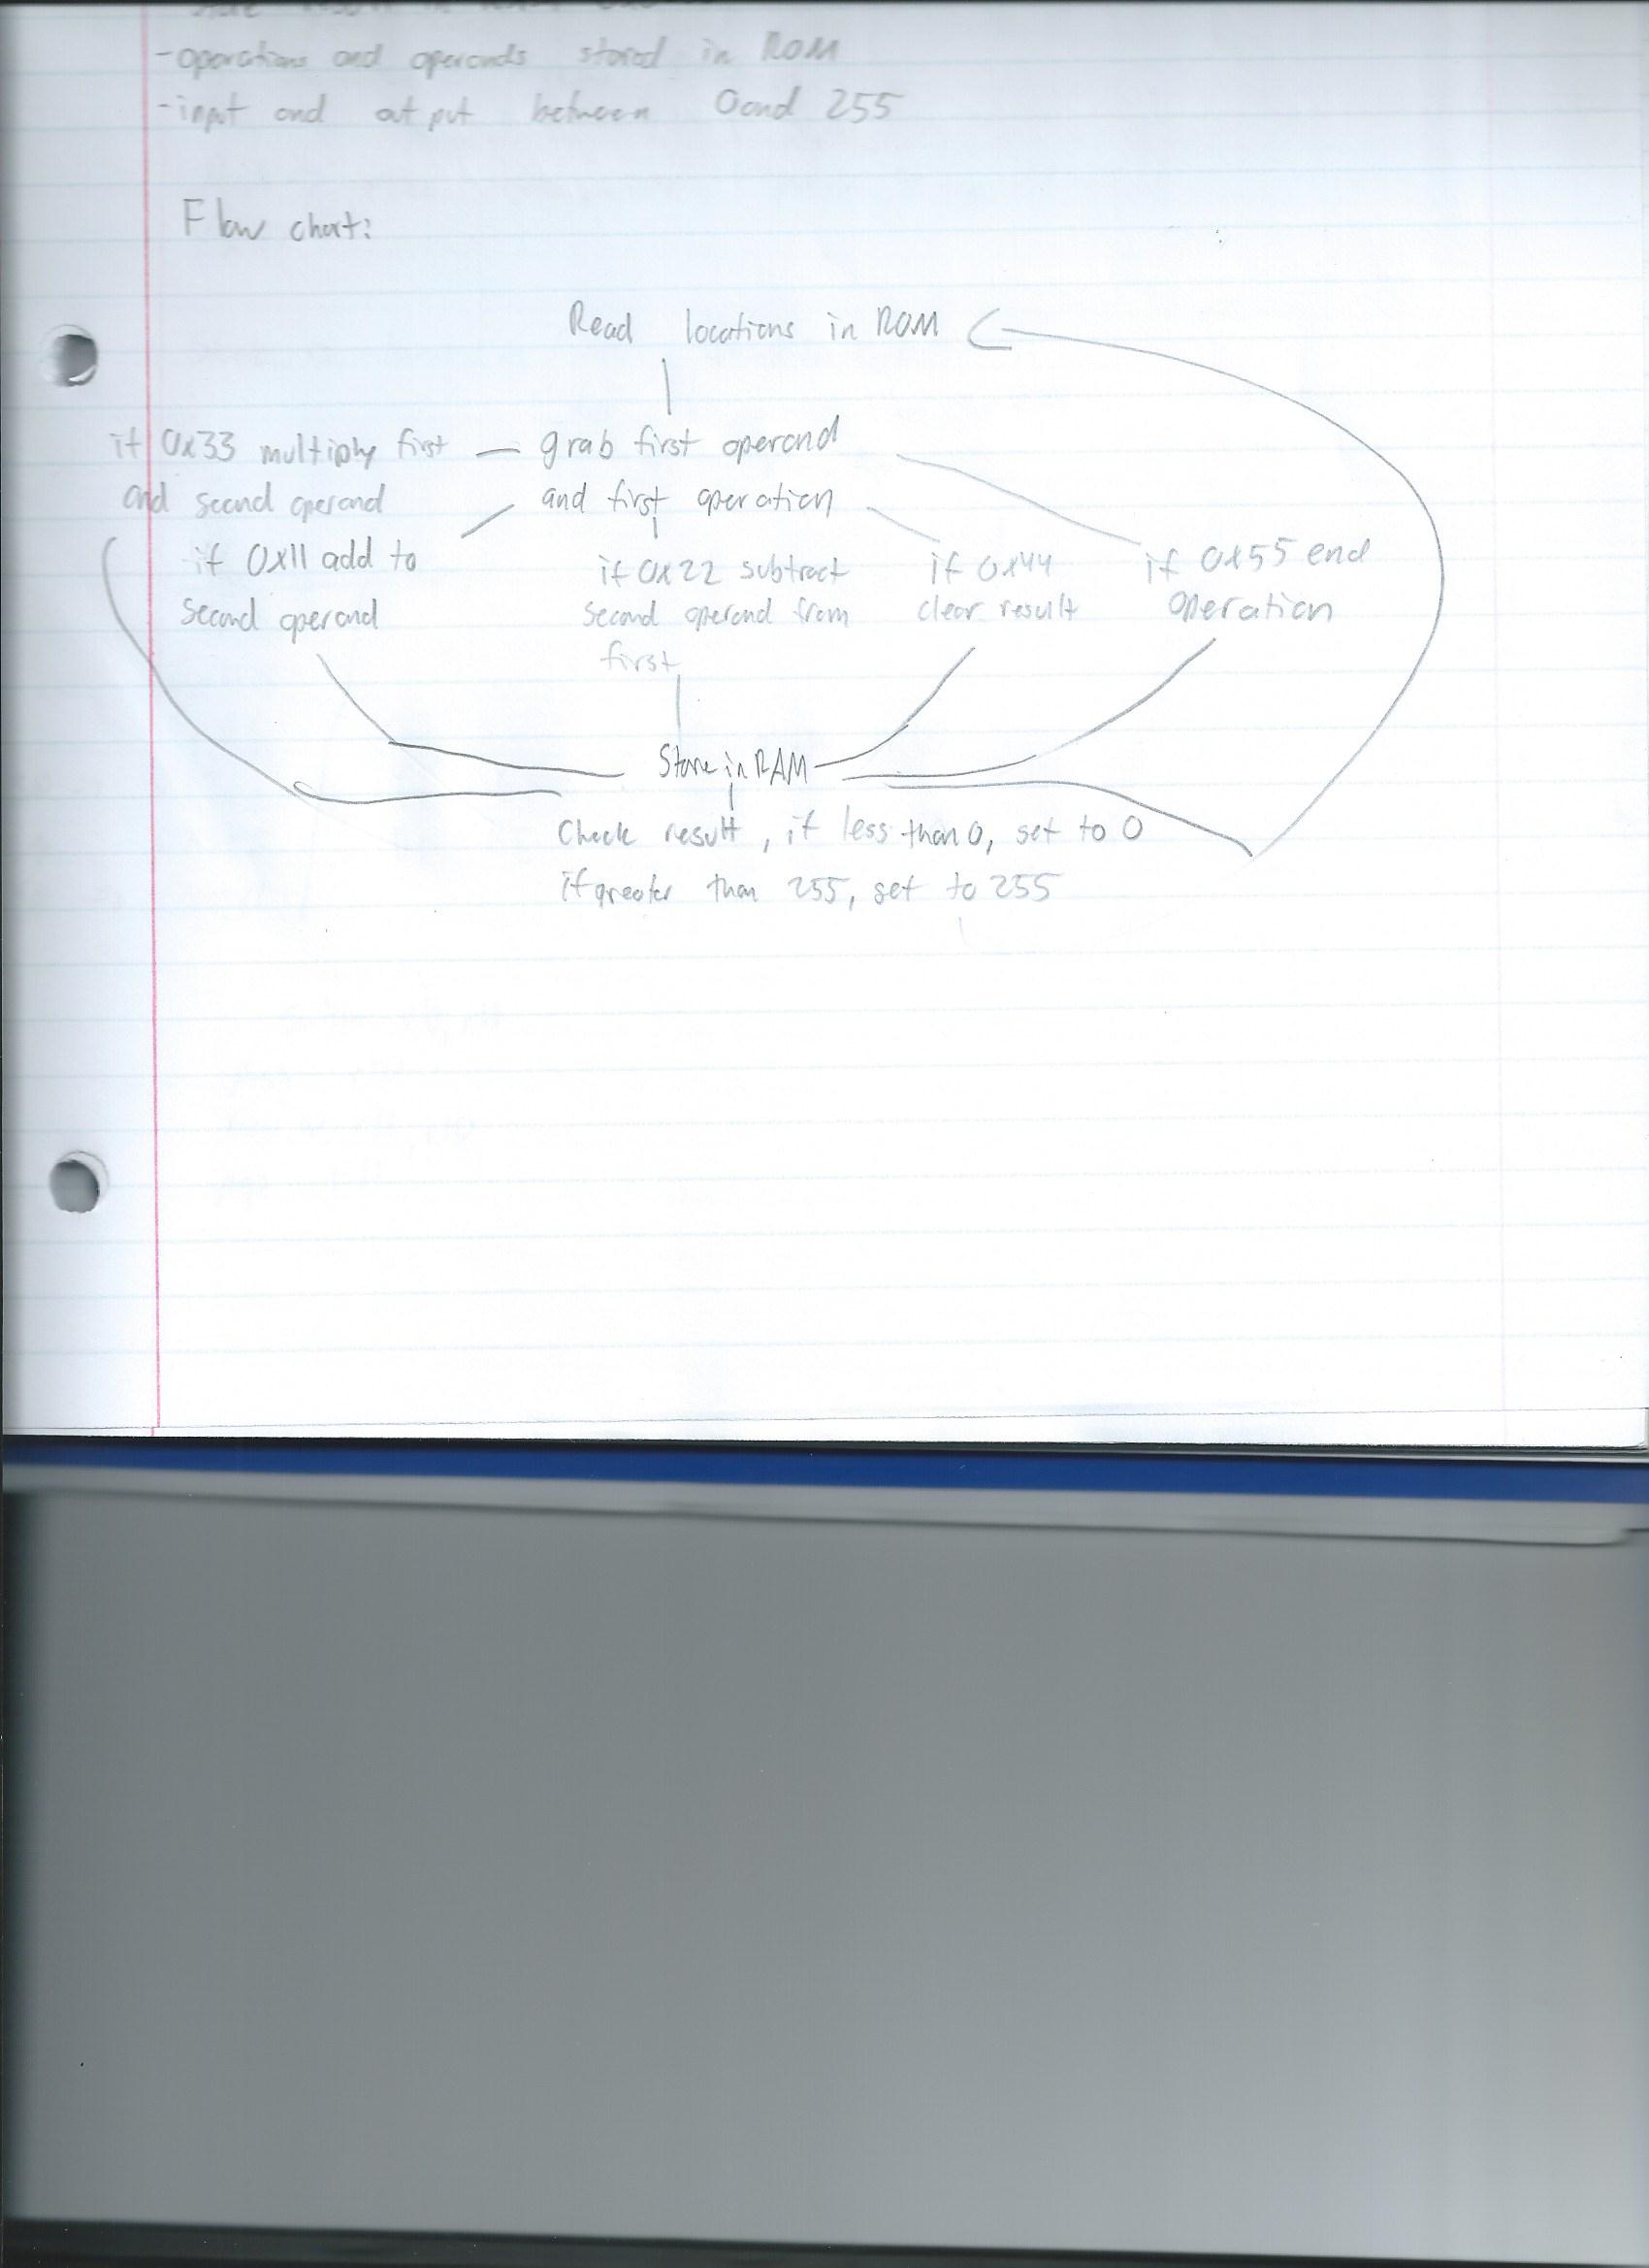 -operations and operands stored in ROM
-input and output between 0 and 255
Flow chart:
Read locations in ROM
if 0x33 multiply first
and second operand
grab first operand
and first operation
if 0x11 add to
second operand
if 0x22 subtract
second operand from
first
if 0x44
clear result
if 0x55 end
operation
Store in RAM
Check result, if less than 0, set to 0
if greater than 255, set to 255